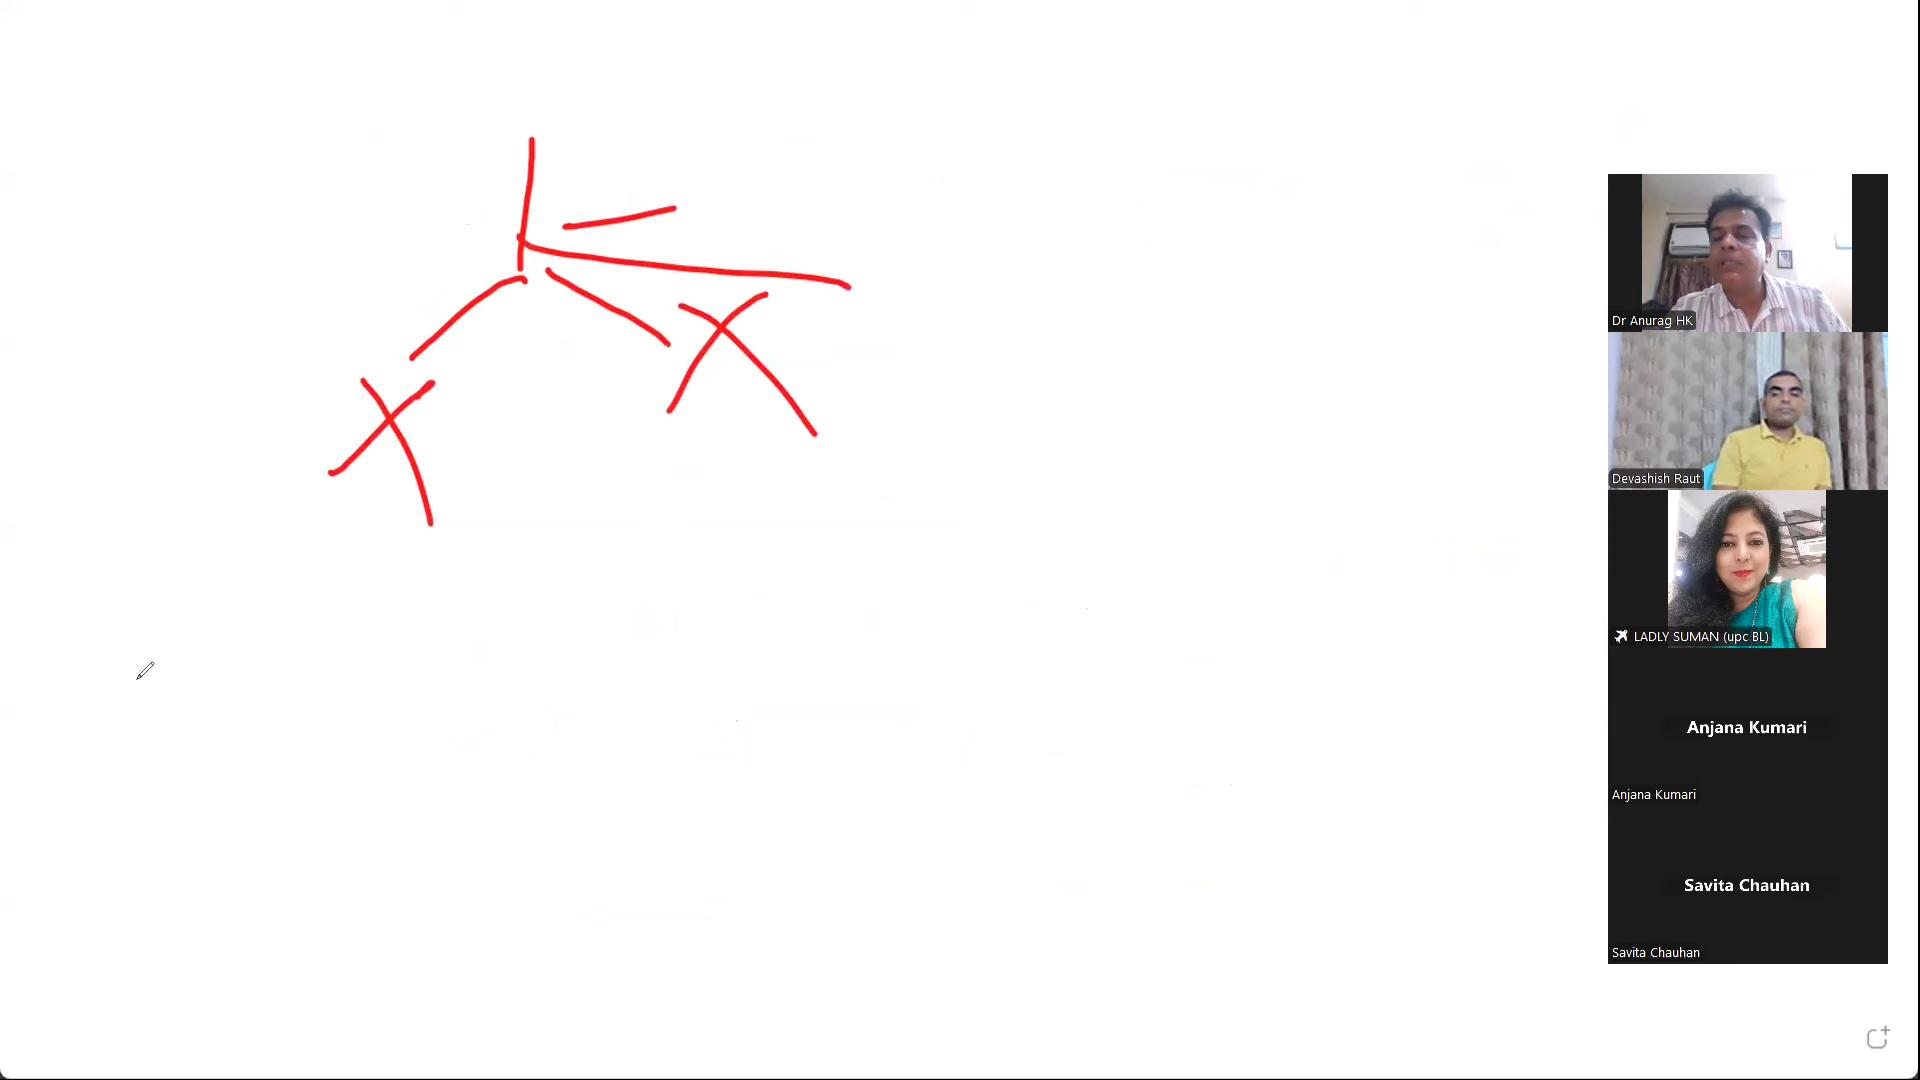 Dr Anurag HK
Devashish Raut
LADLY SUMAN (upc BL)
Anjana Kumari
Anjana Kumari
Savita Chauhan
Savita Chauhan